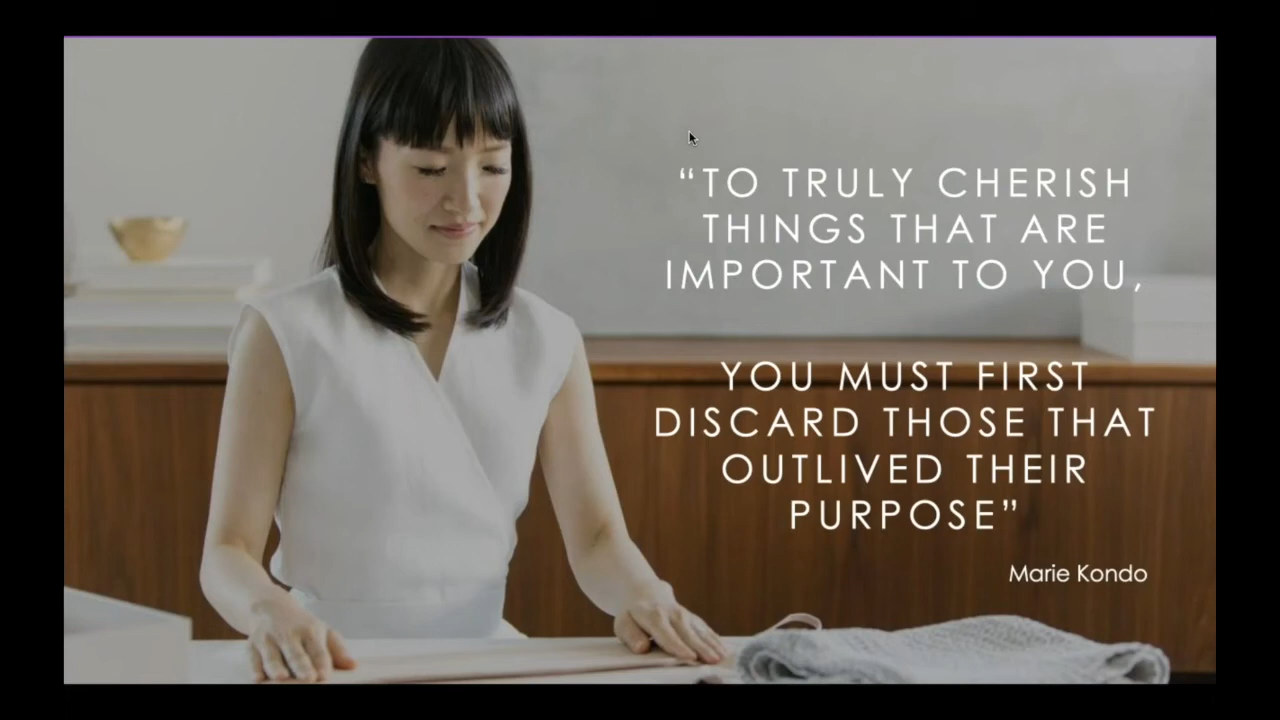 “TO TRULY CHERISH
THINGS THAT ARE
IMPORTANT TO YOU,
YOU MUST FIRST
DISCARD THOSE THAT
OUTLIVED THEIR
PURPOSE”
Marie Kondo